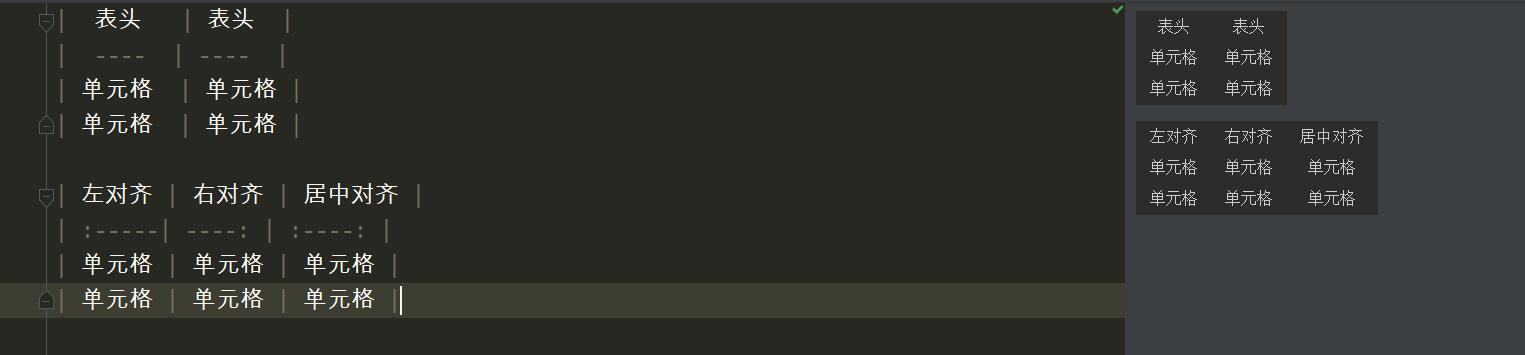 |  表头   | 表头  |
|  ----  | ----  |
| 单元格  | 单元格 |
| 单元格  | 单元格 |
| 左对齐 | 右对齐 | 居中对齐 |
| :-----| ----: | :----: |
| 单元格 | 单元格 | 单元格 |
| 单元格 | 单元格 | 单元格 |
表头 表头
单元格 单元格
单元格 单元格
左对齐 右对齐 居中对齐
单元格 单元格 单元格
单元格 单元格 单元格